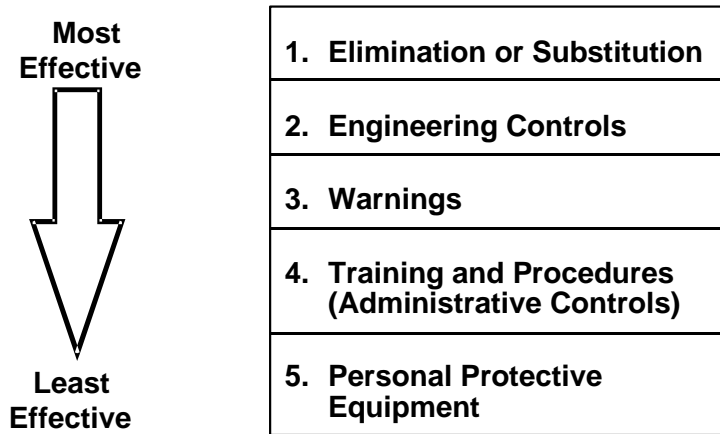 Most
Effective
1. Elimination or Substitution
2. Engineering Controls
3. Warnings
4. Training and Procedures
(Administrative Controls)
5. Personal Protective
Equipment
Least
Effective